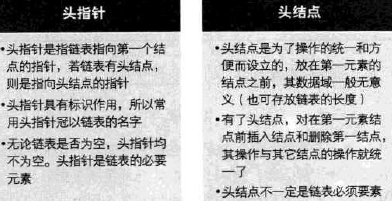 头指针
•头指针是指链表指向第一个结
点的指针，若链表有头结点，
则是指向头结点的指针
•头指针具有标识作用，所以常
用头指针冠以链表的名字
•无论链表是否为空，头指针均
不为空。头指针是链表的必要
元素
头结点
•头结点是为了操作的统一和方
便而设立的，放在第一元素的
结点之前，其数据域一般无意
义（也可存放链表的长度）
•有了头结点，对在第一元素结
点前插入结点和删除第一结点，
其操作与其它结点的操作就统
一了
•头结点不一定是链表必须要素